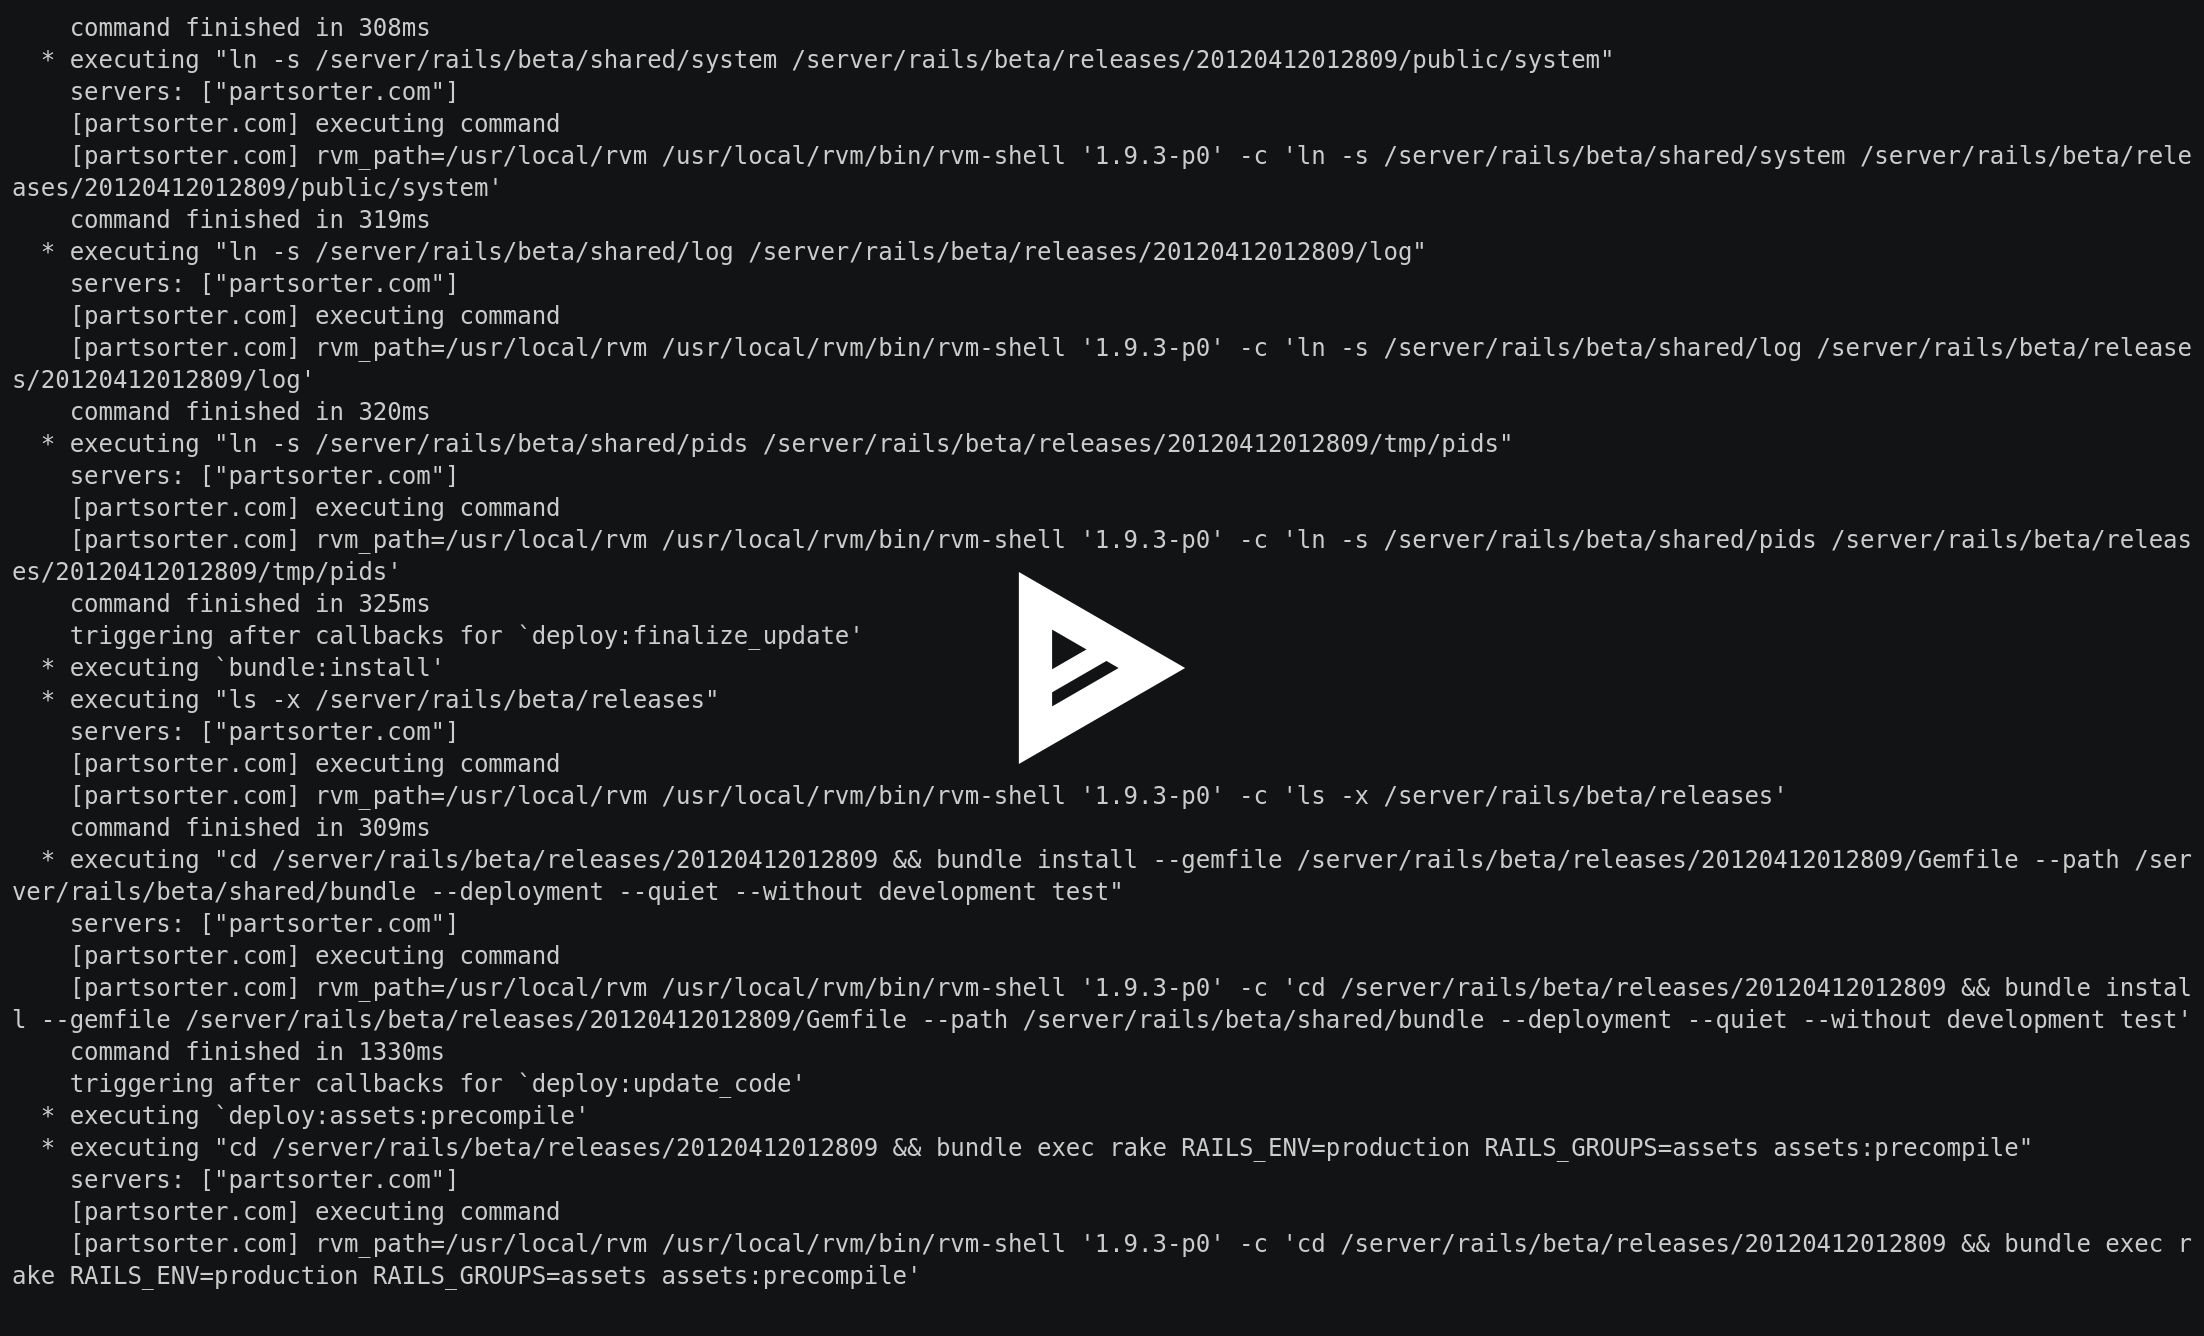 command finished in 308ms
  * executing "ln -s /server/rails/beta/shared/system /server/rails/beta/releases/20120412012809/public/system"
    servers: ["partsorter.com"]
    [partsorter.com] executing command
    [partsorter.com] rvm_path=/usr/local/rvm /usr/local/rvm/bin/rvm-shell '1.9.3-p0' -c 'ln -s /server/rails/beta/shared/system /server/rails/beta/rele
ases/20120412012809/public/system'
    command finished in 319ms
  * executing "ln -s /server/rails/beta/shared/log /server/rails/beta/releases/20120412012809/log"
    servers: ["partsorter.com"]
    [partsorter.com] executing command
    [partsorter.com] rvm_path=/usr/local/rvm /usr/local/rvm/bin/rvm-shell '1.9.3-p0' -c 'ln -s /server/rails/beta/shared/log /server/rails/beta/release
s/20120412012809/log'
    command finished in 320ms
  * executing "ln -s /server/rails/beta/shared/pids /server/rails/beta/releases/20120412012809/tmp/pids"
    servers: ["partsorter.com"]
    [partsorter.com] executing command
    [partsorter.com] rvm_path=/usr/local/rvm /usr/local/rvm/bin/rvm-shell '1.9.3-p0' -c 'ln -s /server/rails/beta/shared/pids /server/rails/beta/releas
es/20120412012809/tmp/pids'
    command finished in 325ms
    triggering after callbacks for `deploy:finalize_update'
  * executing `bundle:install'
  * executing "ls -x /server/rails/beta/releases"
    servers: ["partsorter.com"]
    [partsorter.com] executing command
    [partsorter.com] rvm_path=/usr/local/rvm /usr/local/rvm/bin/rvm-shell '1.9.3-p0' -c 'ls -x /server/rails/beta/releases'
    command finished in 309ms
  * executing "cd /server/rails/beta/releases/20120412012809 && bundle install --gemfile /server/rails/beta/releases/20120412012809/Gemfile --path /ser
ver/rails/beta/shared/bundle --deployment --quiet --without development test"
    servers: ["partsorter.com"]
    [partsorter.com] executing command
    [partsorter.com] rvm_path=/usr/local/rvm /usr/local/rvm/bin/rvm-shell '1.9.3-p0' -c 'cd /server/rails/beta/releases/20120412012809 && bundle instal
l --gemfile /server/rails/beta/releases/20120412012809/Gemfile --path /server/rails/beta/shared/bundle --deployment --quiet --without development test'
    command finished in 1330ms
    triggering after callbacks for `deploy:update_code'
  * executing `deploy:assets:precompile'
  * executing "cd /server/rails/beta/releases/20120412012809 && bundle exec rake RAILS_ENV=production RAILS_GROUPS=assets assets:precompile"
    servers: ["partsorter.com"]
    [partsorter.com] executing command
    [partsorter.com] rvm_path=/usr/local/rvm /usr/local/rvm/bin/rvm-shell '1.9.3-p0' -c 'cd /server/rails/beta/releases/20120412012809 && bundle exec r
ake RAILS_ENV=production RAILS_GROUPS=assets assets:precompile'